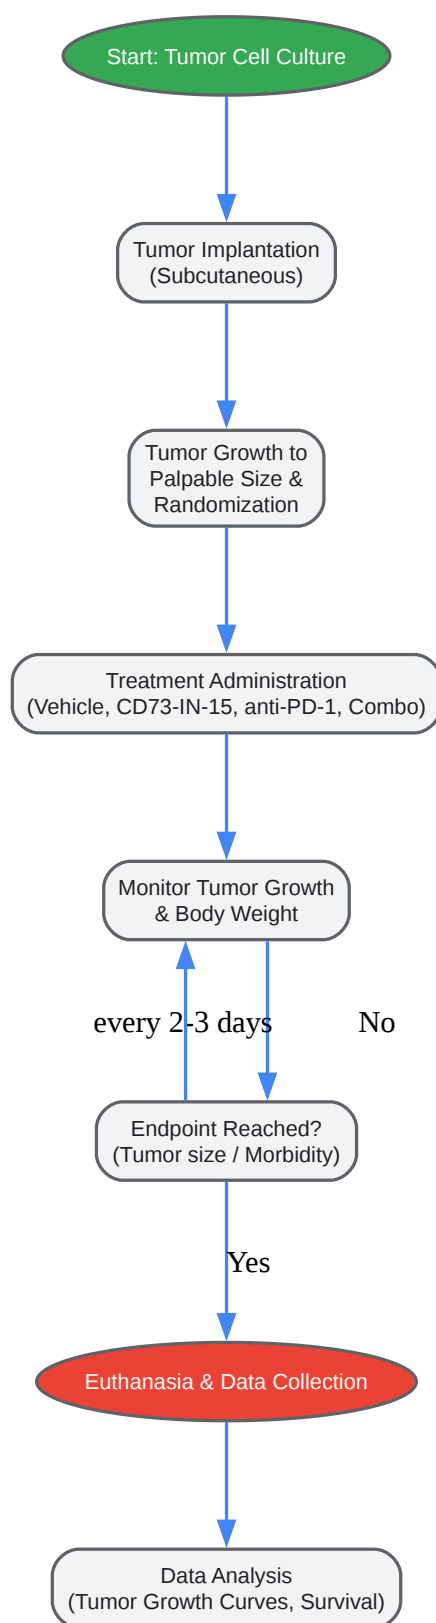 Start: Tumor Cell Culture
Tumor Implantation
(Subcutaneous)
Tumor Growth to
Palpable Size &
Randomization
Treatment Administration
(Vehicle, CD73-IN-15, anti-PD-1, Combo)
Monitor Tumor Growth
& Body Weight
every 2-3 days
No
Endpoint Reached?
(Tumor size / Morbidity)
Yes
Euthanasia & Data Collection
Data Analysis
(Tumor Growth Curves, Survival)